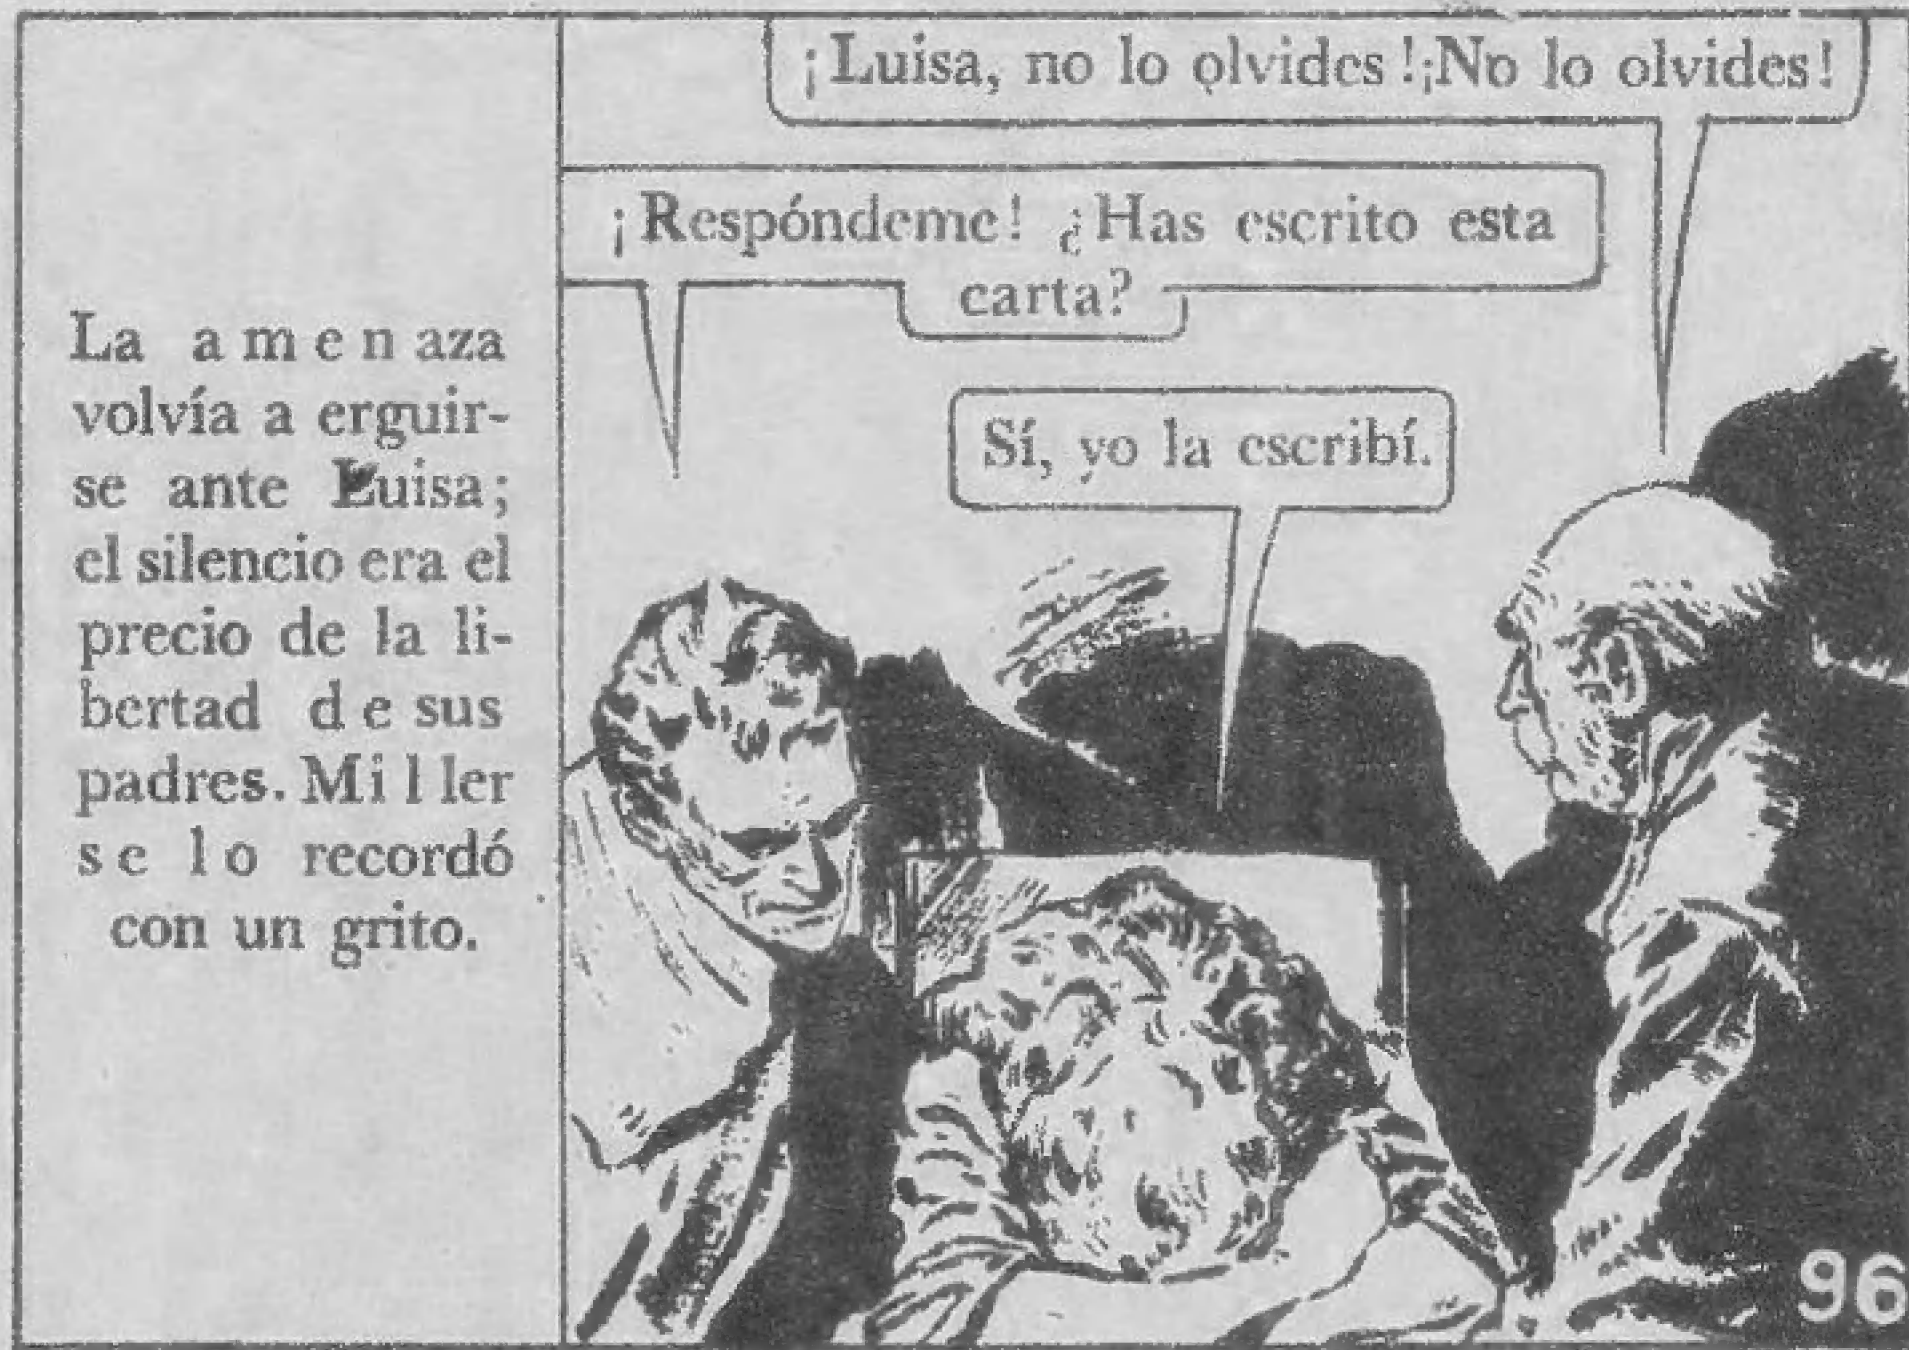 La amenaza
volvía a erguir-
se ante Luisa;
el silencio era el
precio de la li-
bertad de sus
padres. Miller
se lo recordó
con un grito.
¡Luisa, no lo olvides! ¡No lo olvides!
¡Respóndeme! ¿Has escrito esta
carta?
Sí, yo la escribí.
96